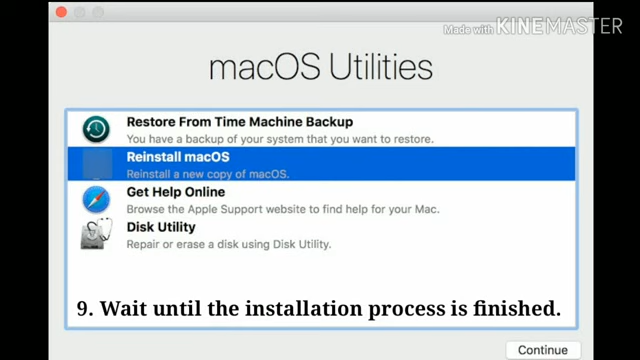 Made with KINEMASTER
macOS Utilities
Restore From Time Machine Backup
You have a backup of your system that you want to restore.
Reinstall macOS
Reinstall a new copy of macOS.
Get Help Online
Browse the Apple Support website to find help for your Mac.
Disk Utility
Repair or erase a disk using Disk Utility.
9. Wait until the installation process is finished.
Continue